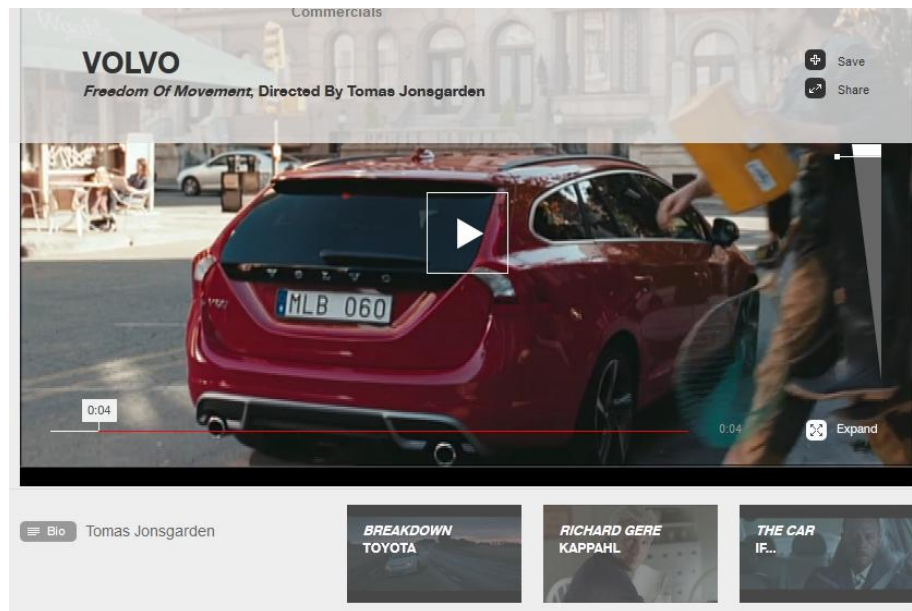 Commercials
VOLVO
Freedom Of Movement, Directed By Tomas Jonsgarden
Save
Share
VOLVO
V60
MLB 060
0:04
0:04
Expand
Bio
Tomas Jonsgarden
BREAKDOWN
TOYOTA
RICHARD GERE
KAPPAHL
THE CAR
IF...